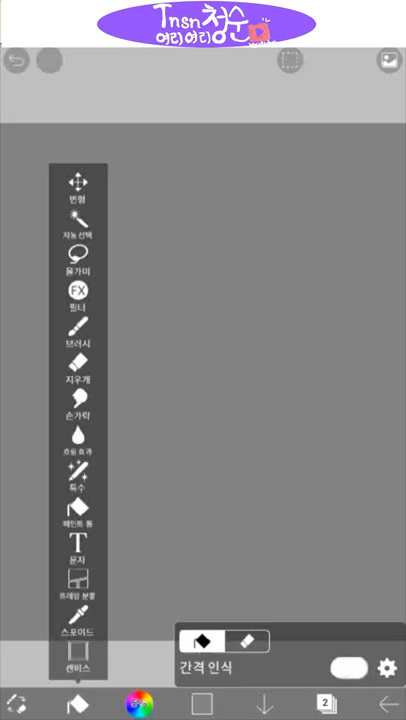 Tnsn 청순
여리여리
변형
자동 선택
올가미
FX
필터
브러시
지우개
손가락
흐림 효과
특수
페인트 통
T
문자
프레임 분할
스포이드
캔버스
간격 인식
2